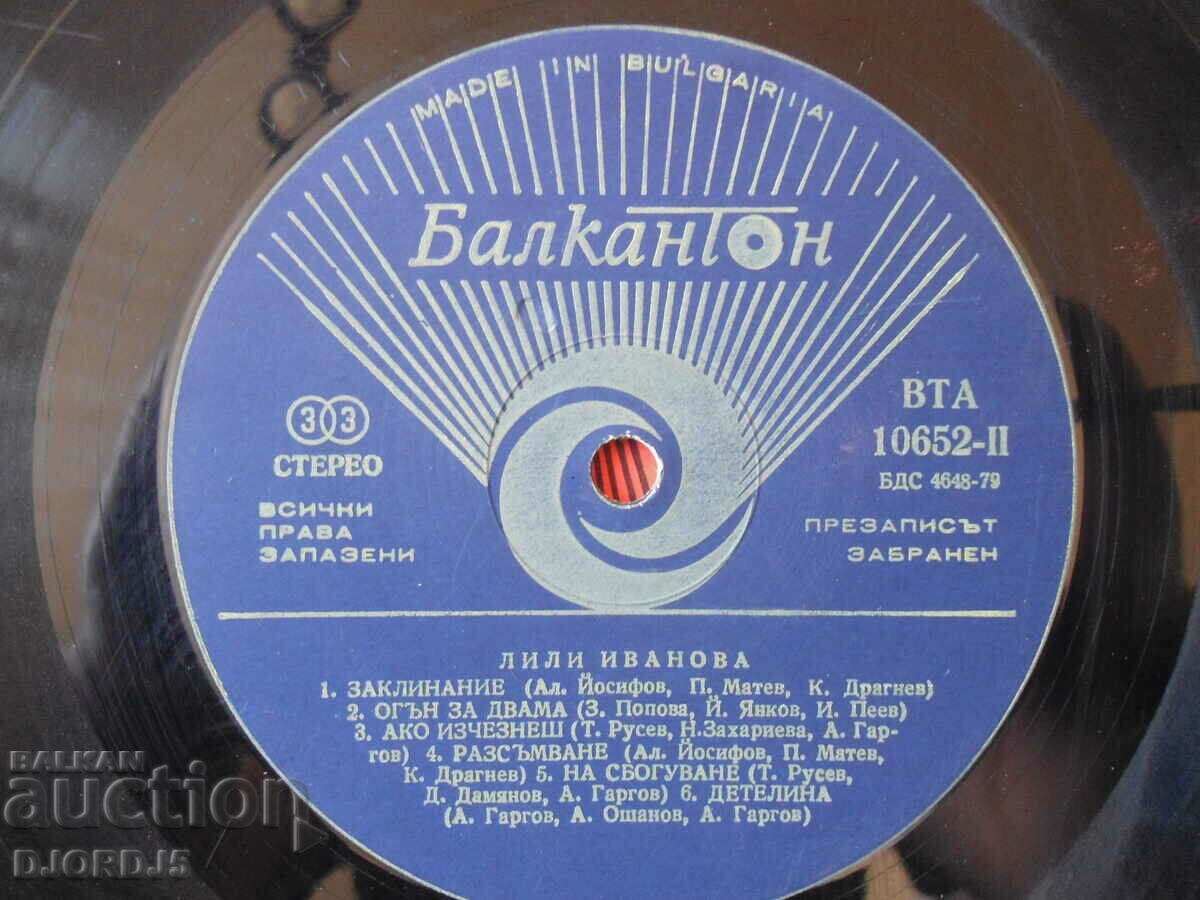 MADE IN BULGARIA
Балкантон
33
СТЕРЕО
ВСИЧКИ
ПРАВА
ЗАПАЗЕНИ
ВТА
10652-II
БДС 4648-79
ПРЕЗАПИСЪТ
ЗАБРАНЕН
ЛИЛИ ИВАНОВА
1. ЗАКЛИНАНИЕ (Ал. Йосифов, П. Матев, К. Драгнев)
2. ОГЪН ЗА ДВАМА (З. Попова, Й. Янков, И. Пеев)
3. АКО ИЗЧЕЗНЕШ (Т. Русев, Н.Захариева, А. Гар-
гов) 4. РАЗСЪМВАНЕ (Ал. Йосифов, П. Матев,
К. Драгнев) 5. НА СБОГУВАНЕ (Т. Русев,
Д. Дамянов, А. Гаргов) 6. ДЕТЕЛИНА
(А. Гаргов, А. Ошанов, А. Гаргов)
BALKAN
auction
DJORD.J5